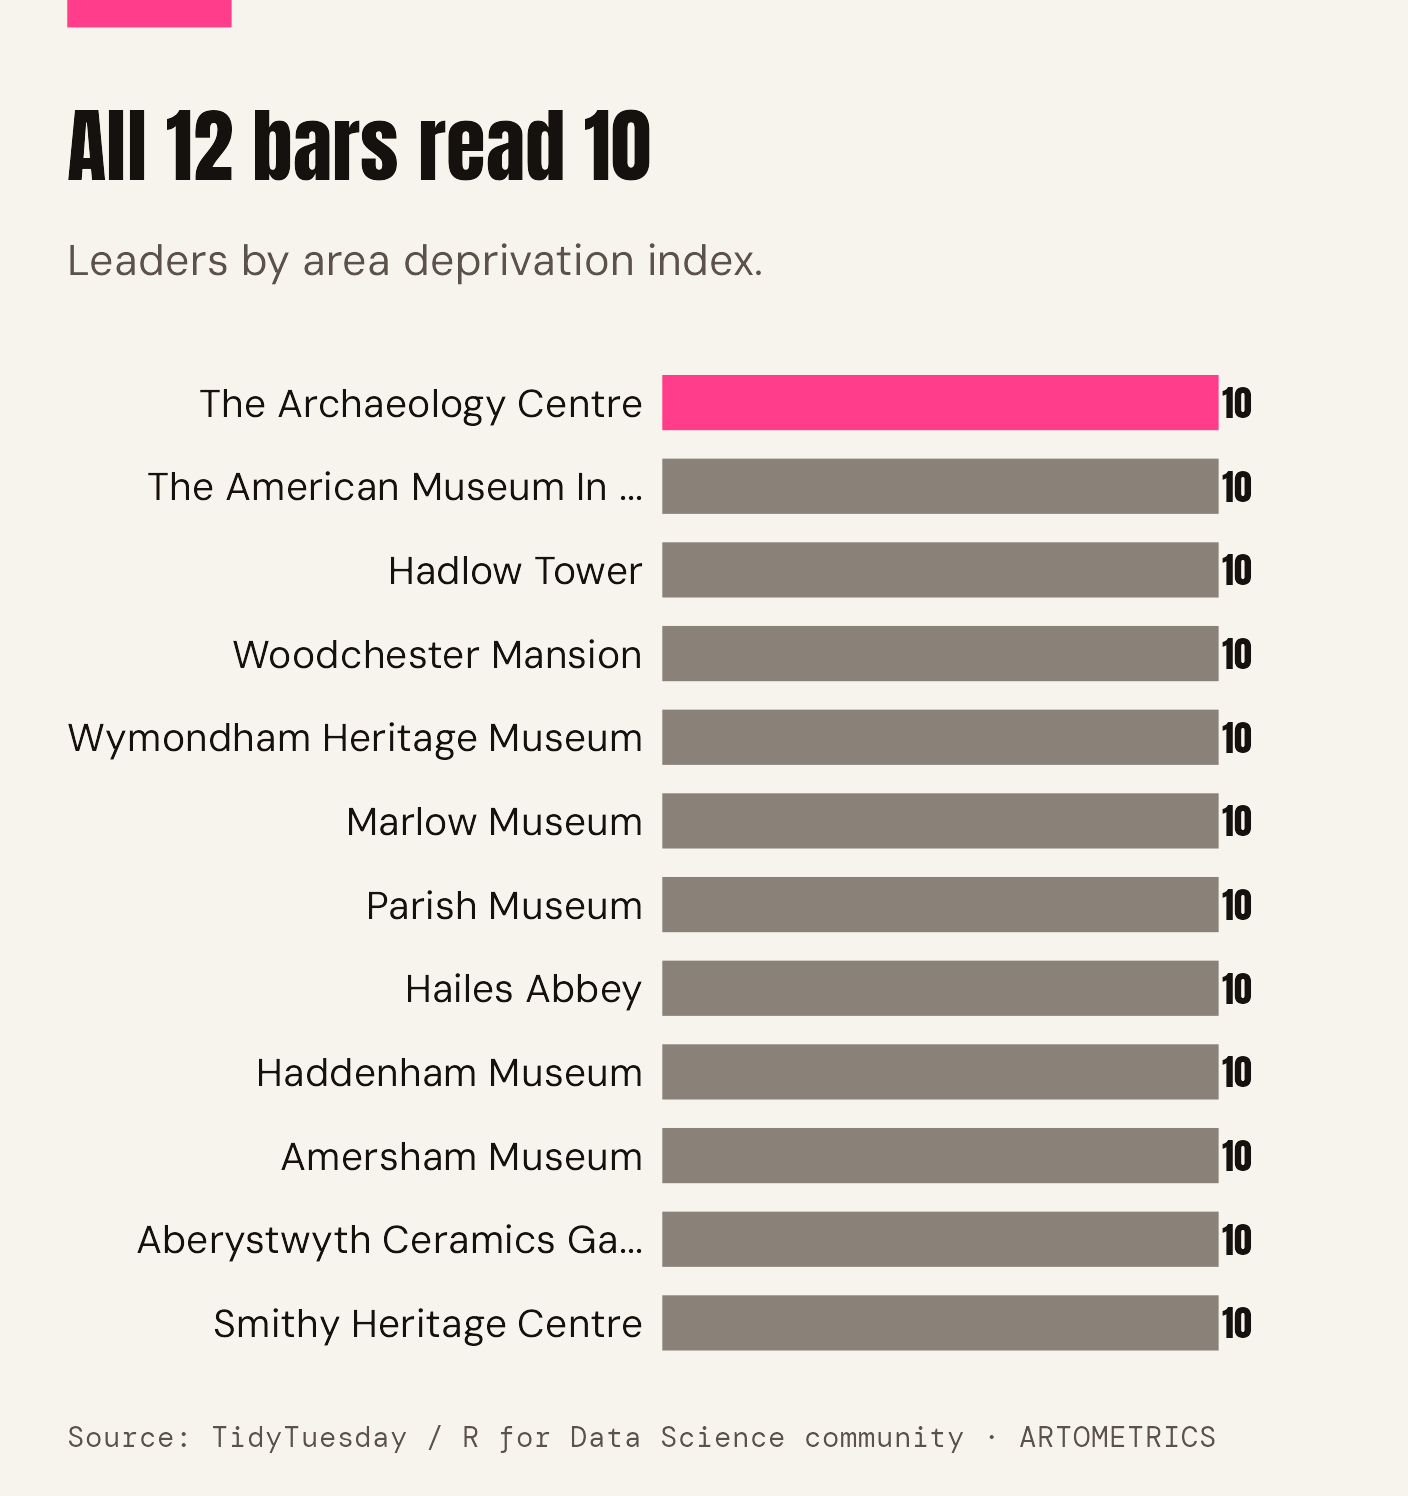 All 12 bars read 10
Leaders by area deprivation index.
The Archaeology Centre 10
The American Museum In ... 10
Hadlow Tower 10
Woodchester Mansion 10
Wymondham Heritage Museum 10
Marlow Museum 10
Parish Museum 10
Hailes Abbey 10
Haddenham Museum 10
Amersham Museum 10
Aberystwyth Ceramics Ga... 10
Smithy Heritage Centre 10
Source: TidyTuesday / R for Data Science community · ARTOMETRICS